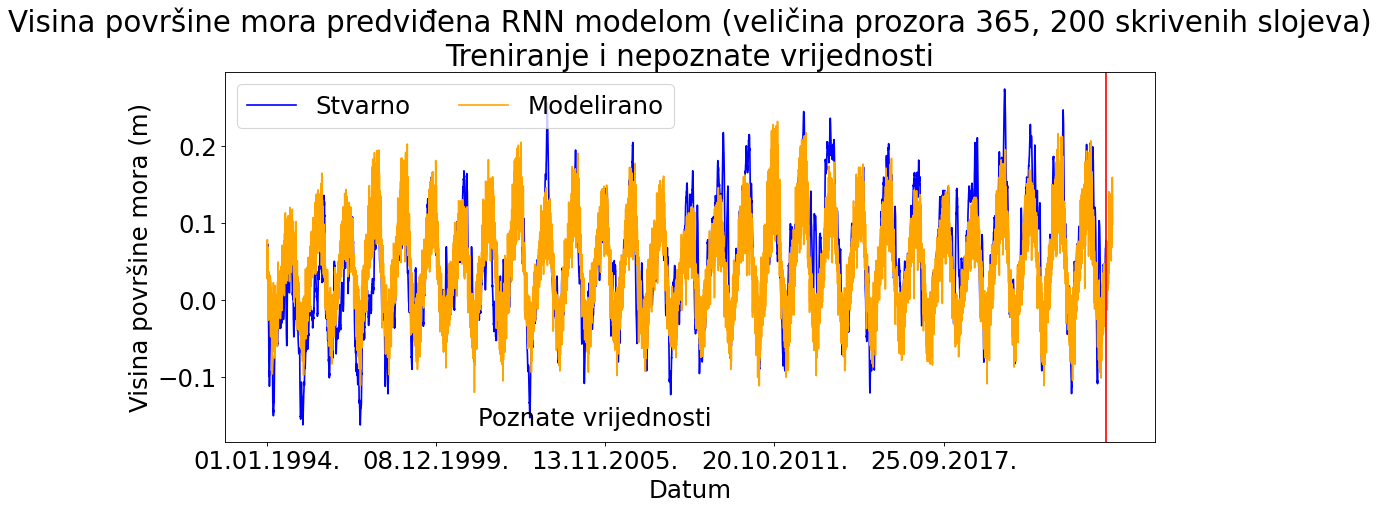 Visina površine mora predviđena RNN modelom (veličina prozora 365, 200 skrivenih slojeva)
Treniranje i nepoznate vrijednosti
Stvarno
Modelirano
Visina površine mora (m)
0.2
0.1
0.0
−0.1
Poznate vrijednosti
01.01.1994.
08.12.1999.
13.11.2005.
20.10.2011.
25.09.2017.
Datum